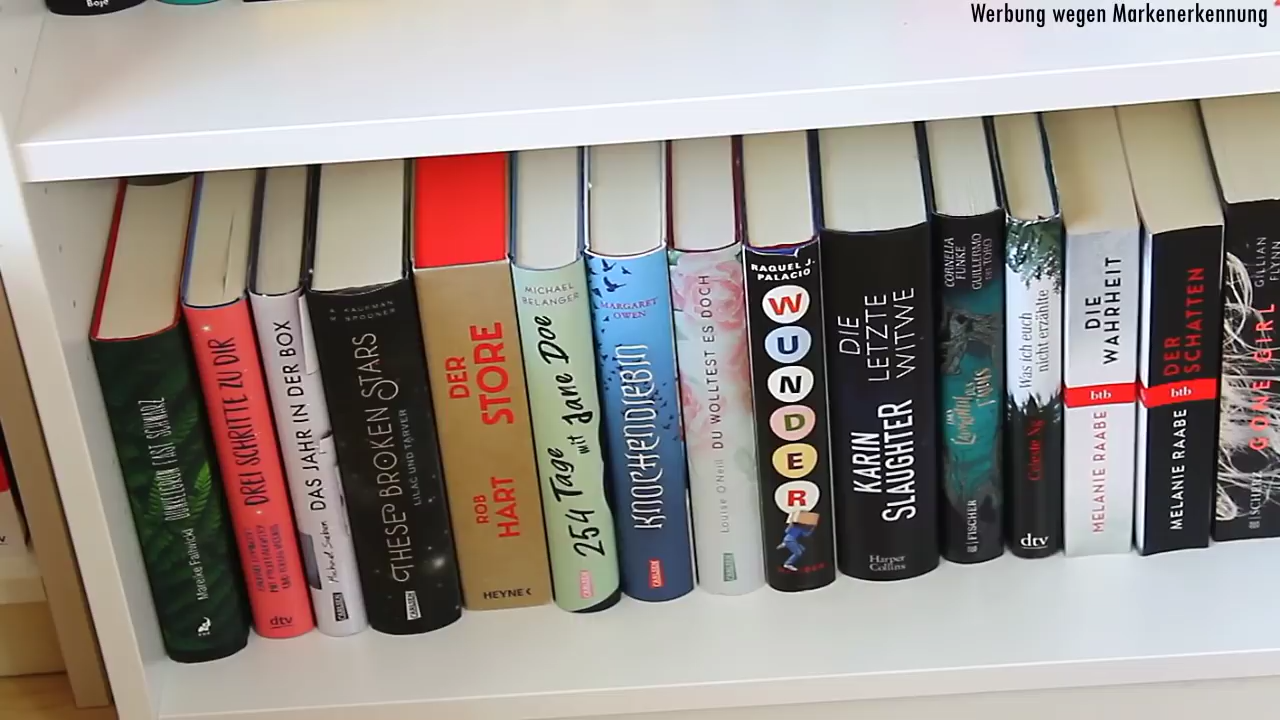 Werbung wegen Markenerkennung
Boje
Mareike Fallwickl
DUNKELGRÜN FAST SCHWARZ
DREI SCHRITTE ZU DIR
dtv
DAS JAHR IN DER BOX
CARLSEN
KAUFMAN
SPOONER
THESE BROKEN STARS
LILAC UND TARVER
CARLSEN
DER
STORE
ROB
HART
HEYNE
MICHAEL
BELANGER
254 Tage mit Jane Doe
CARLSEN
MARGARET
OWEN
KNOCHENDIEBIN
CARLSEN
DU WOLLTEST ES DOCH
Louise O'Neill
CARLSEN
RAQUEL J.
PALACIO
WUNDER
DIE
LETZTE
WITWE
KARIN
SLAUGHTER
Harper
Collins
CORNELIA
FUNKE
GUILLERMO
DEL TORO
FISCHER
Was ich euch
nicht erzählte
Celeste Ng
dtv
DIE
WAHRHEIT
btb
MELANIE RAABE
DER
SCHATTEN
btb
MELANIE RAABE
GILLIAN
FLYNN
GONE GIRL